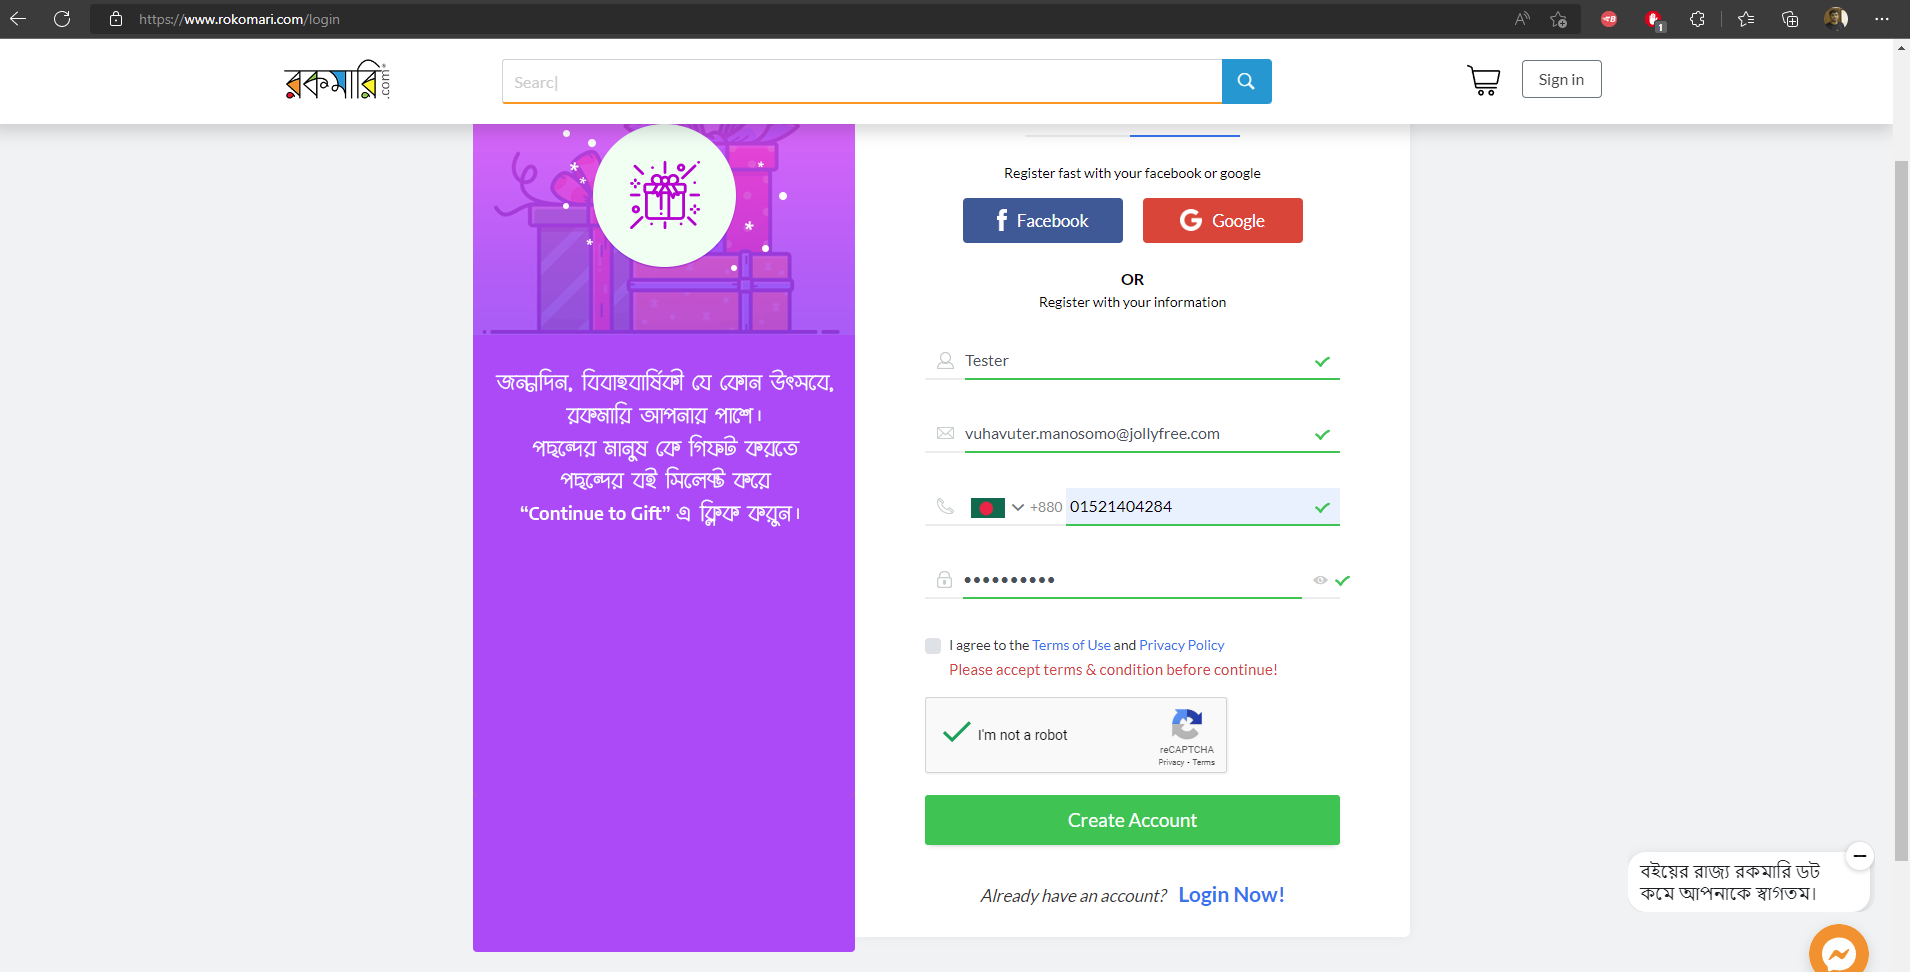 https://www.rokomari.com/login
1
রকমারি.com
Searc
Sign in
Register fast with your facebook or google
Facebook
Google
OR
Register with your information
Tester
vuhavuter.manosomo@jollyfree.com
+880 01521404284
••••••••••
I agree to the Terms of Use and Privacy Policy
Please accept terms & condition before continue!
I'm not a robot
reCAPTCHA
Privacy - Terms
Create Account
Already have an account? Login Now!
জন্মদিন, বিবাহবার্ষিকী যে কোন উৎসবে,
রকমারি আপনার পাশে।
পছন্দের মানুষ কে গিফট করতে
পছন্দের বই সিলেক্ট করে
“Continue to Gift” এ ক্লিক করুন।
বইয়ের রাজ্য রকমারি ডট
কমে আপনাকে স্বাগতম।